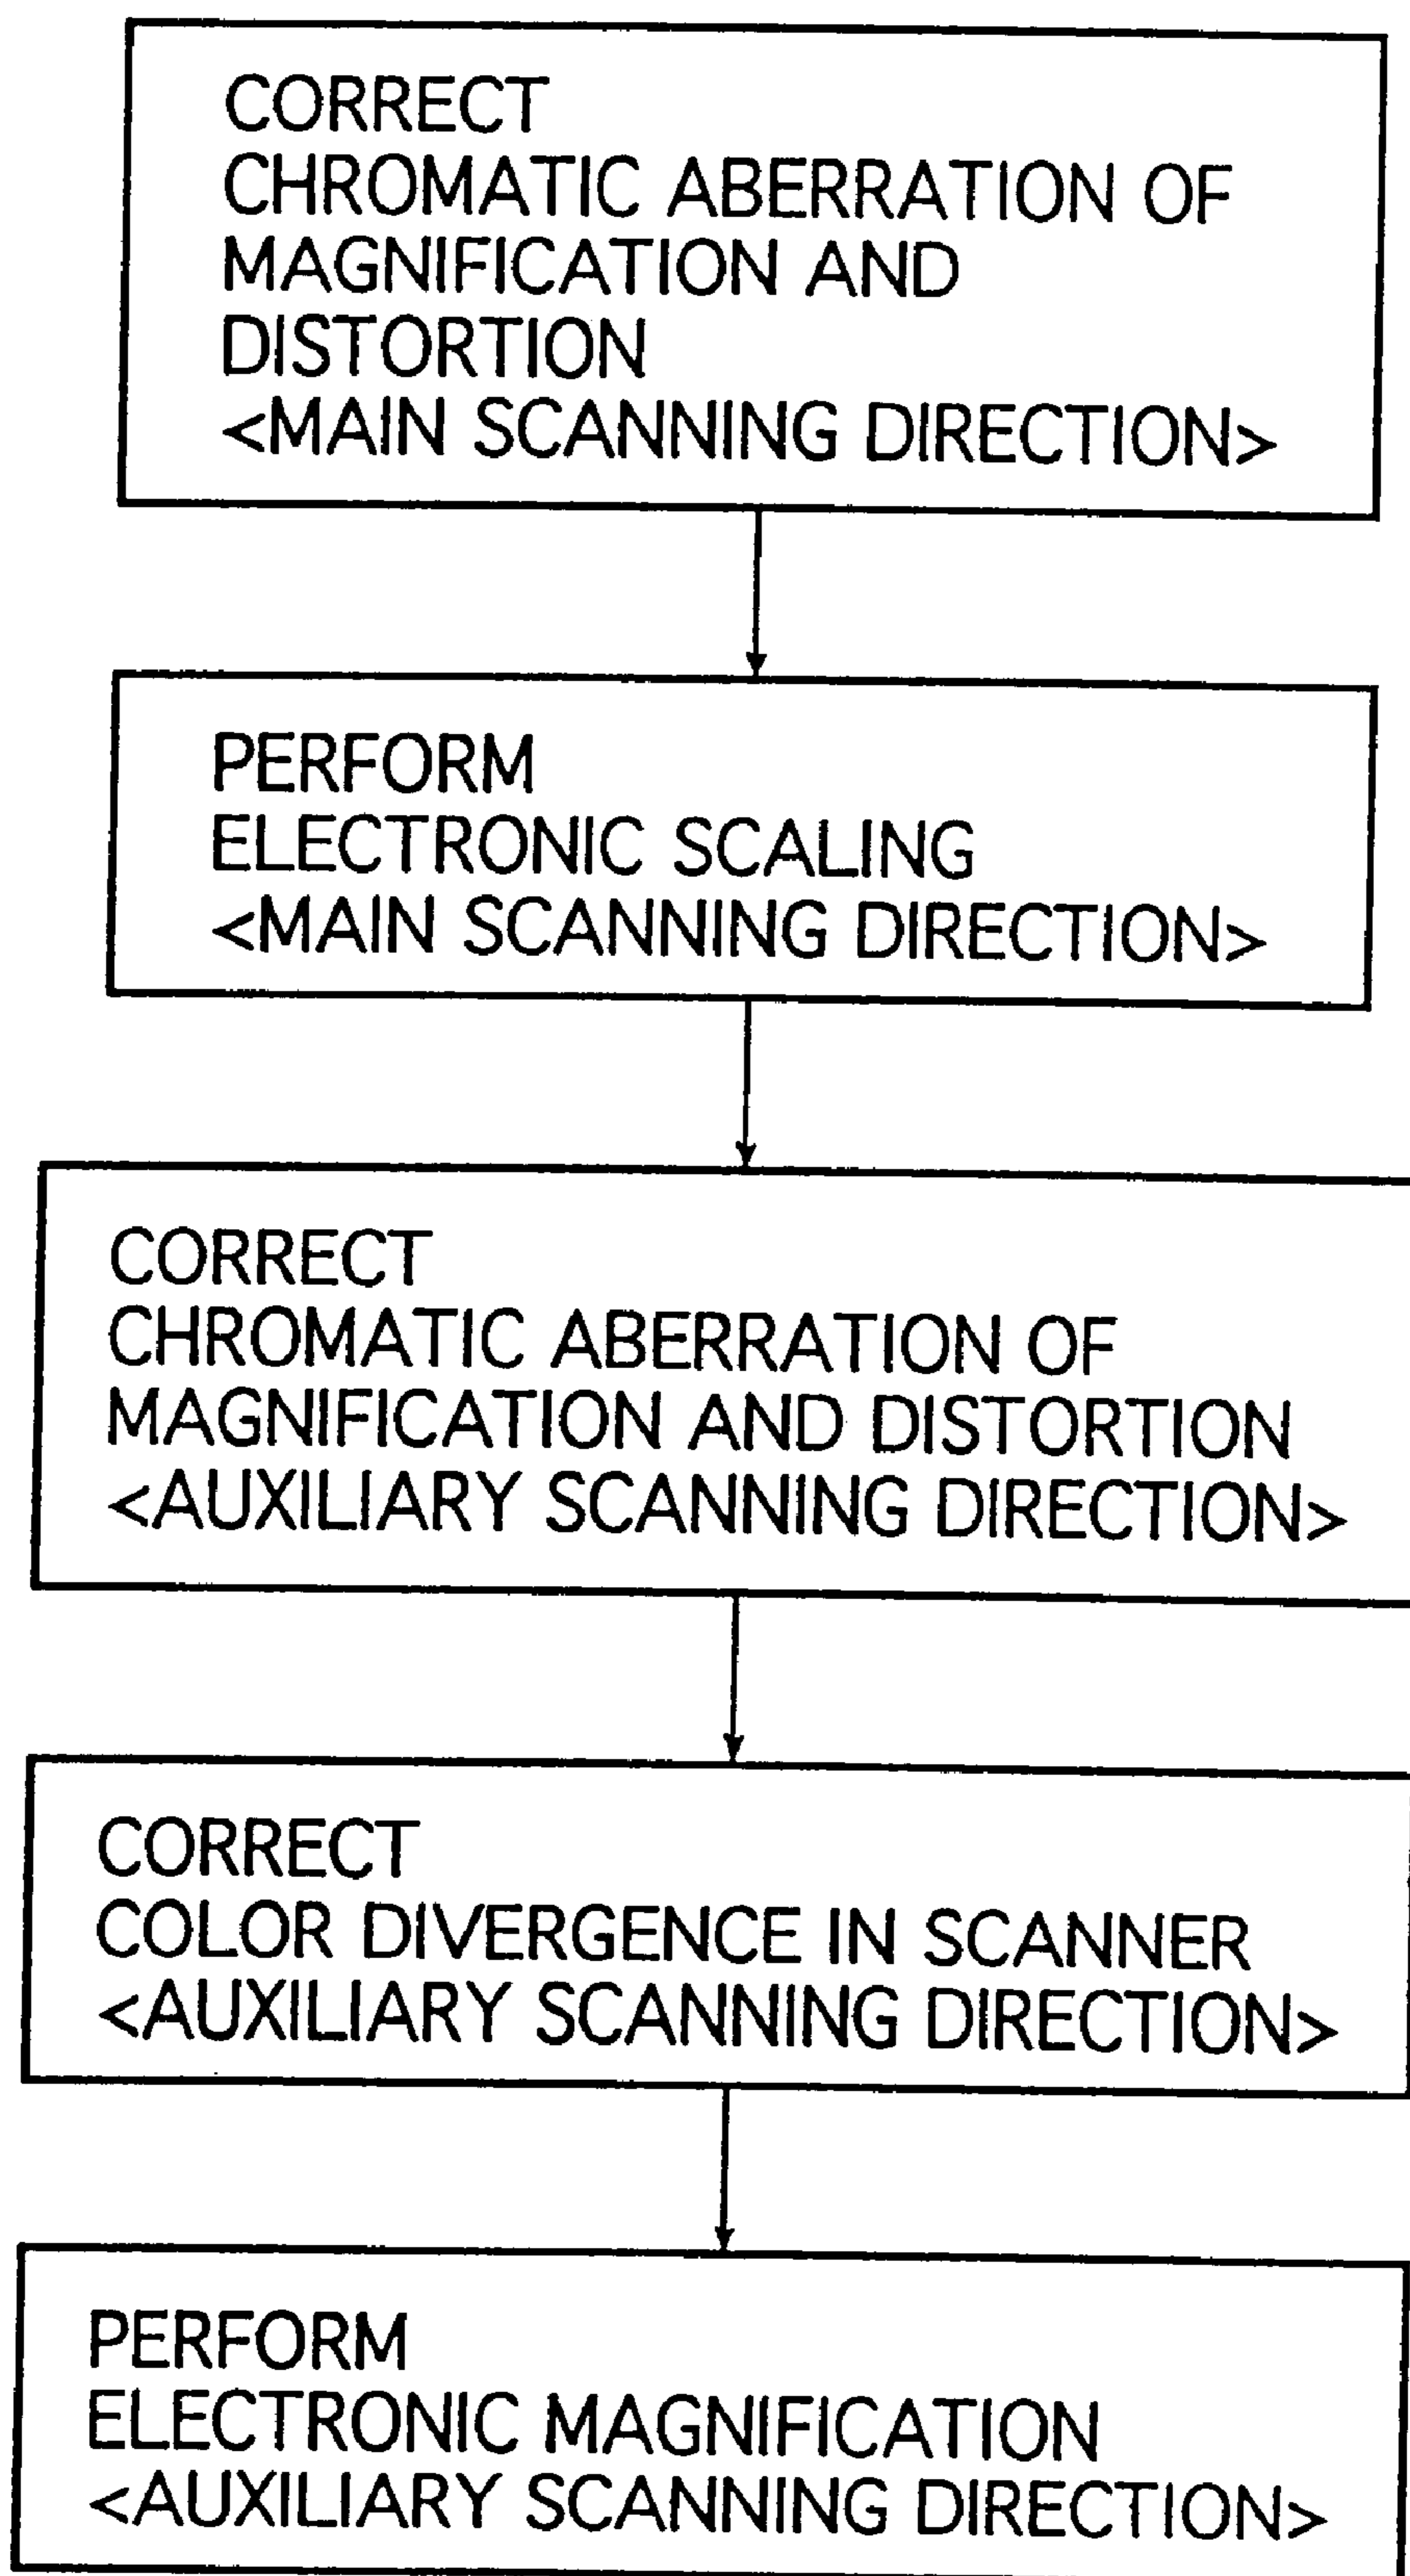 CORRECT
CHROMATIC ABERRATION OF
MAGNIFICATION AND
DISTORTION
<MAIN SCANNING DIRECTION>
PERFORM
ELECTRONIC SCALING
<MAIN SCANNING DIRECTION>
CORRECT
CHROMATIC ABERRATION OF
MAGNIFICATION AND DISTORTION
<AUXILIARY SCANNING DIRECTION>
CORRECT
COLOR DIVERGENCE IN SCANNER
<AUXILIARY SCANNING DIRECTION>
PERFORM
ELECTRONIC MAGNIFICATION
<AUXILIARY SCANNING DIRECTION>